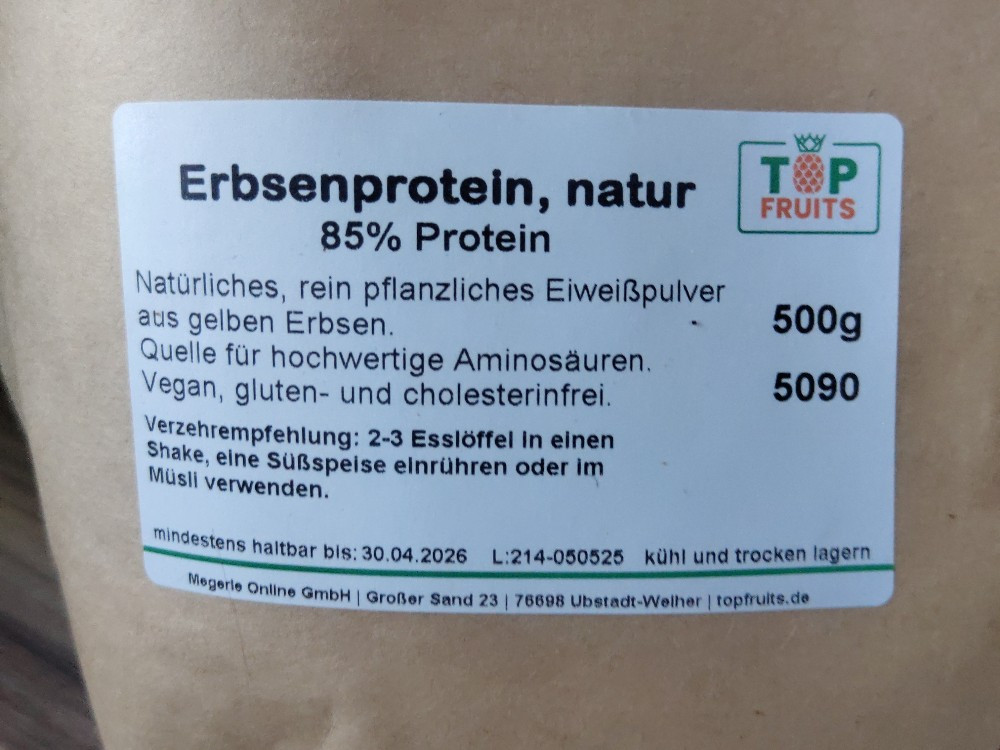 Erbsenprotein, natur
85% Protein
TOP
FRUITS
Natürliches, rein pflanzliches Eiweißpulver
aus gelben Erbsen.
Quelle für hochwertige Aminosäuren.
Vegan, gluten- und cholesterinfrei.
500g
5090
Verzehrempfehlung: 2-3 Esslöffel in einen
Shake, eine Süßspeise einrühren oder im
Müsli verwenden.
mindestens haltbar bis: 30.04.2026 L:214-050525 kühl und trocken lagern
Megerle Online GmbH | Großer Sand 23 | 76698 Ubstadt-Weiher | topfruits.de